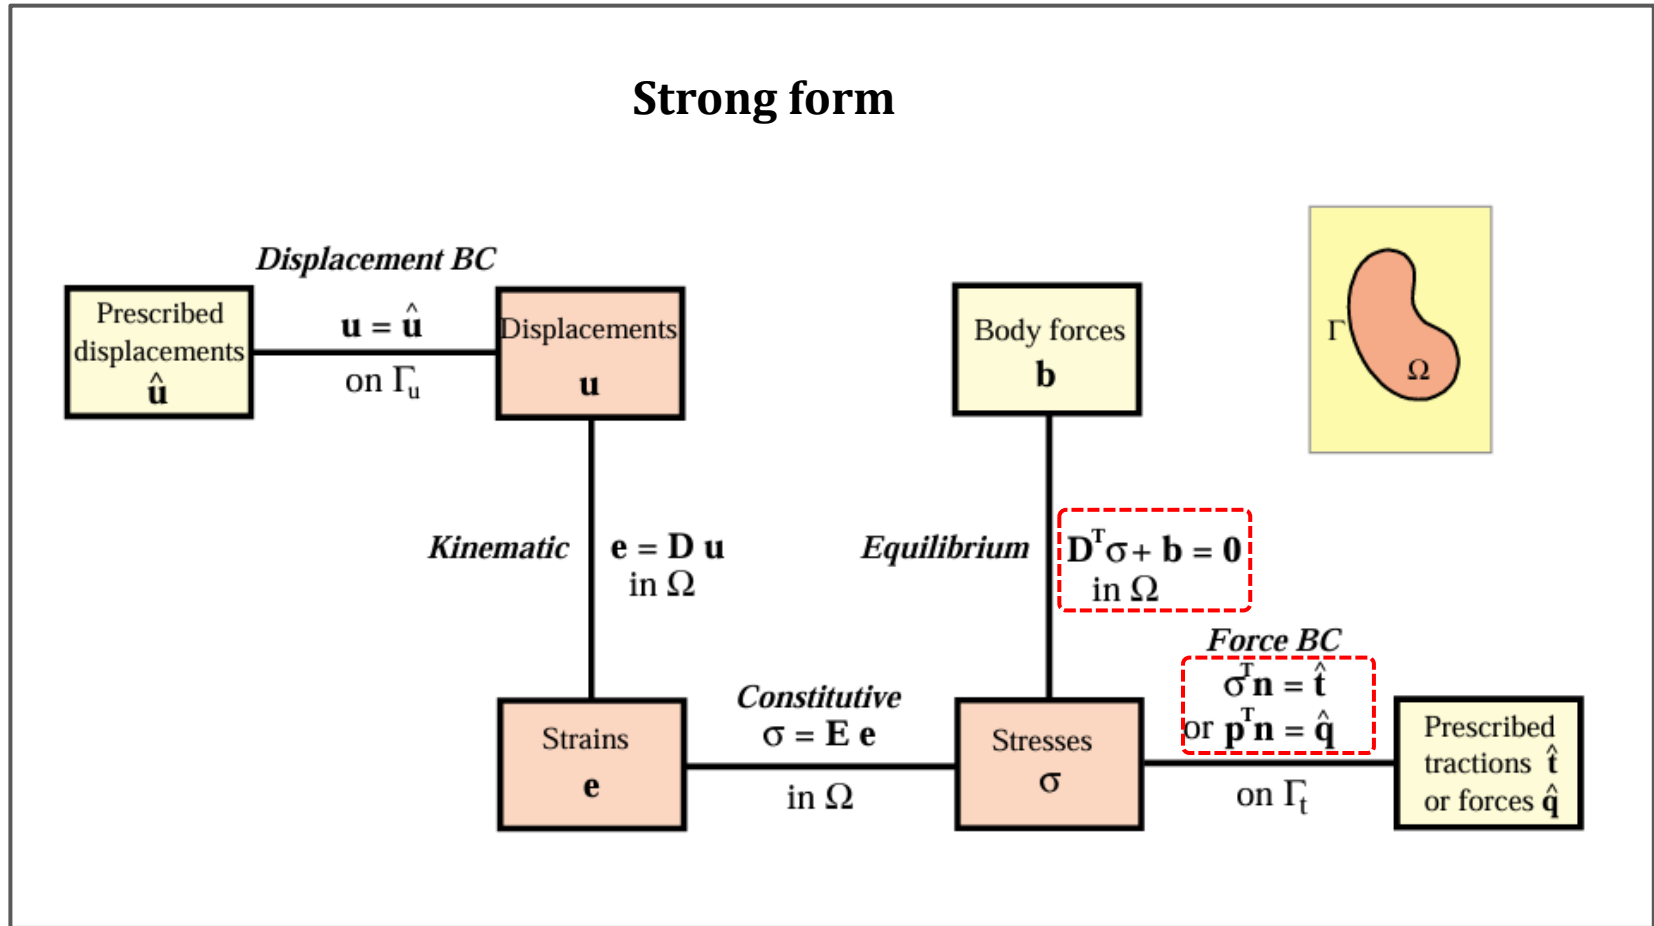 Strong form
Displacement BC
Prescribed
displacements
û
u = û
on Γu
Displacements
u
Body forces
b
Γ
Ω
Kinematic
e = D u
in Ω
Equilibrium
Dᵀσ + b = 0
in Ω
Force BC
σᵀn = t̂
or pᵀn = q̂
on Γt
Constitutive
σ = E e
in Ω
Strains
e
Stresses
σ
Prescribed
tractions t̂
or forces q̂